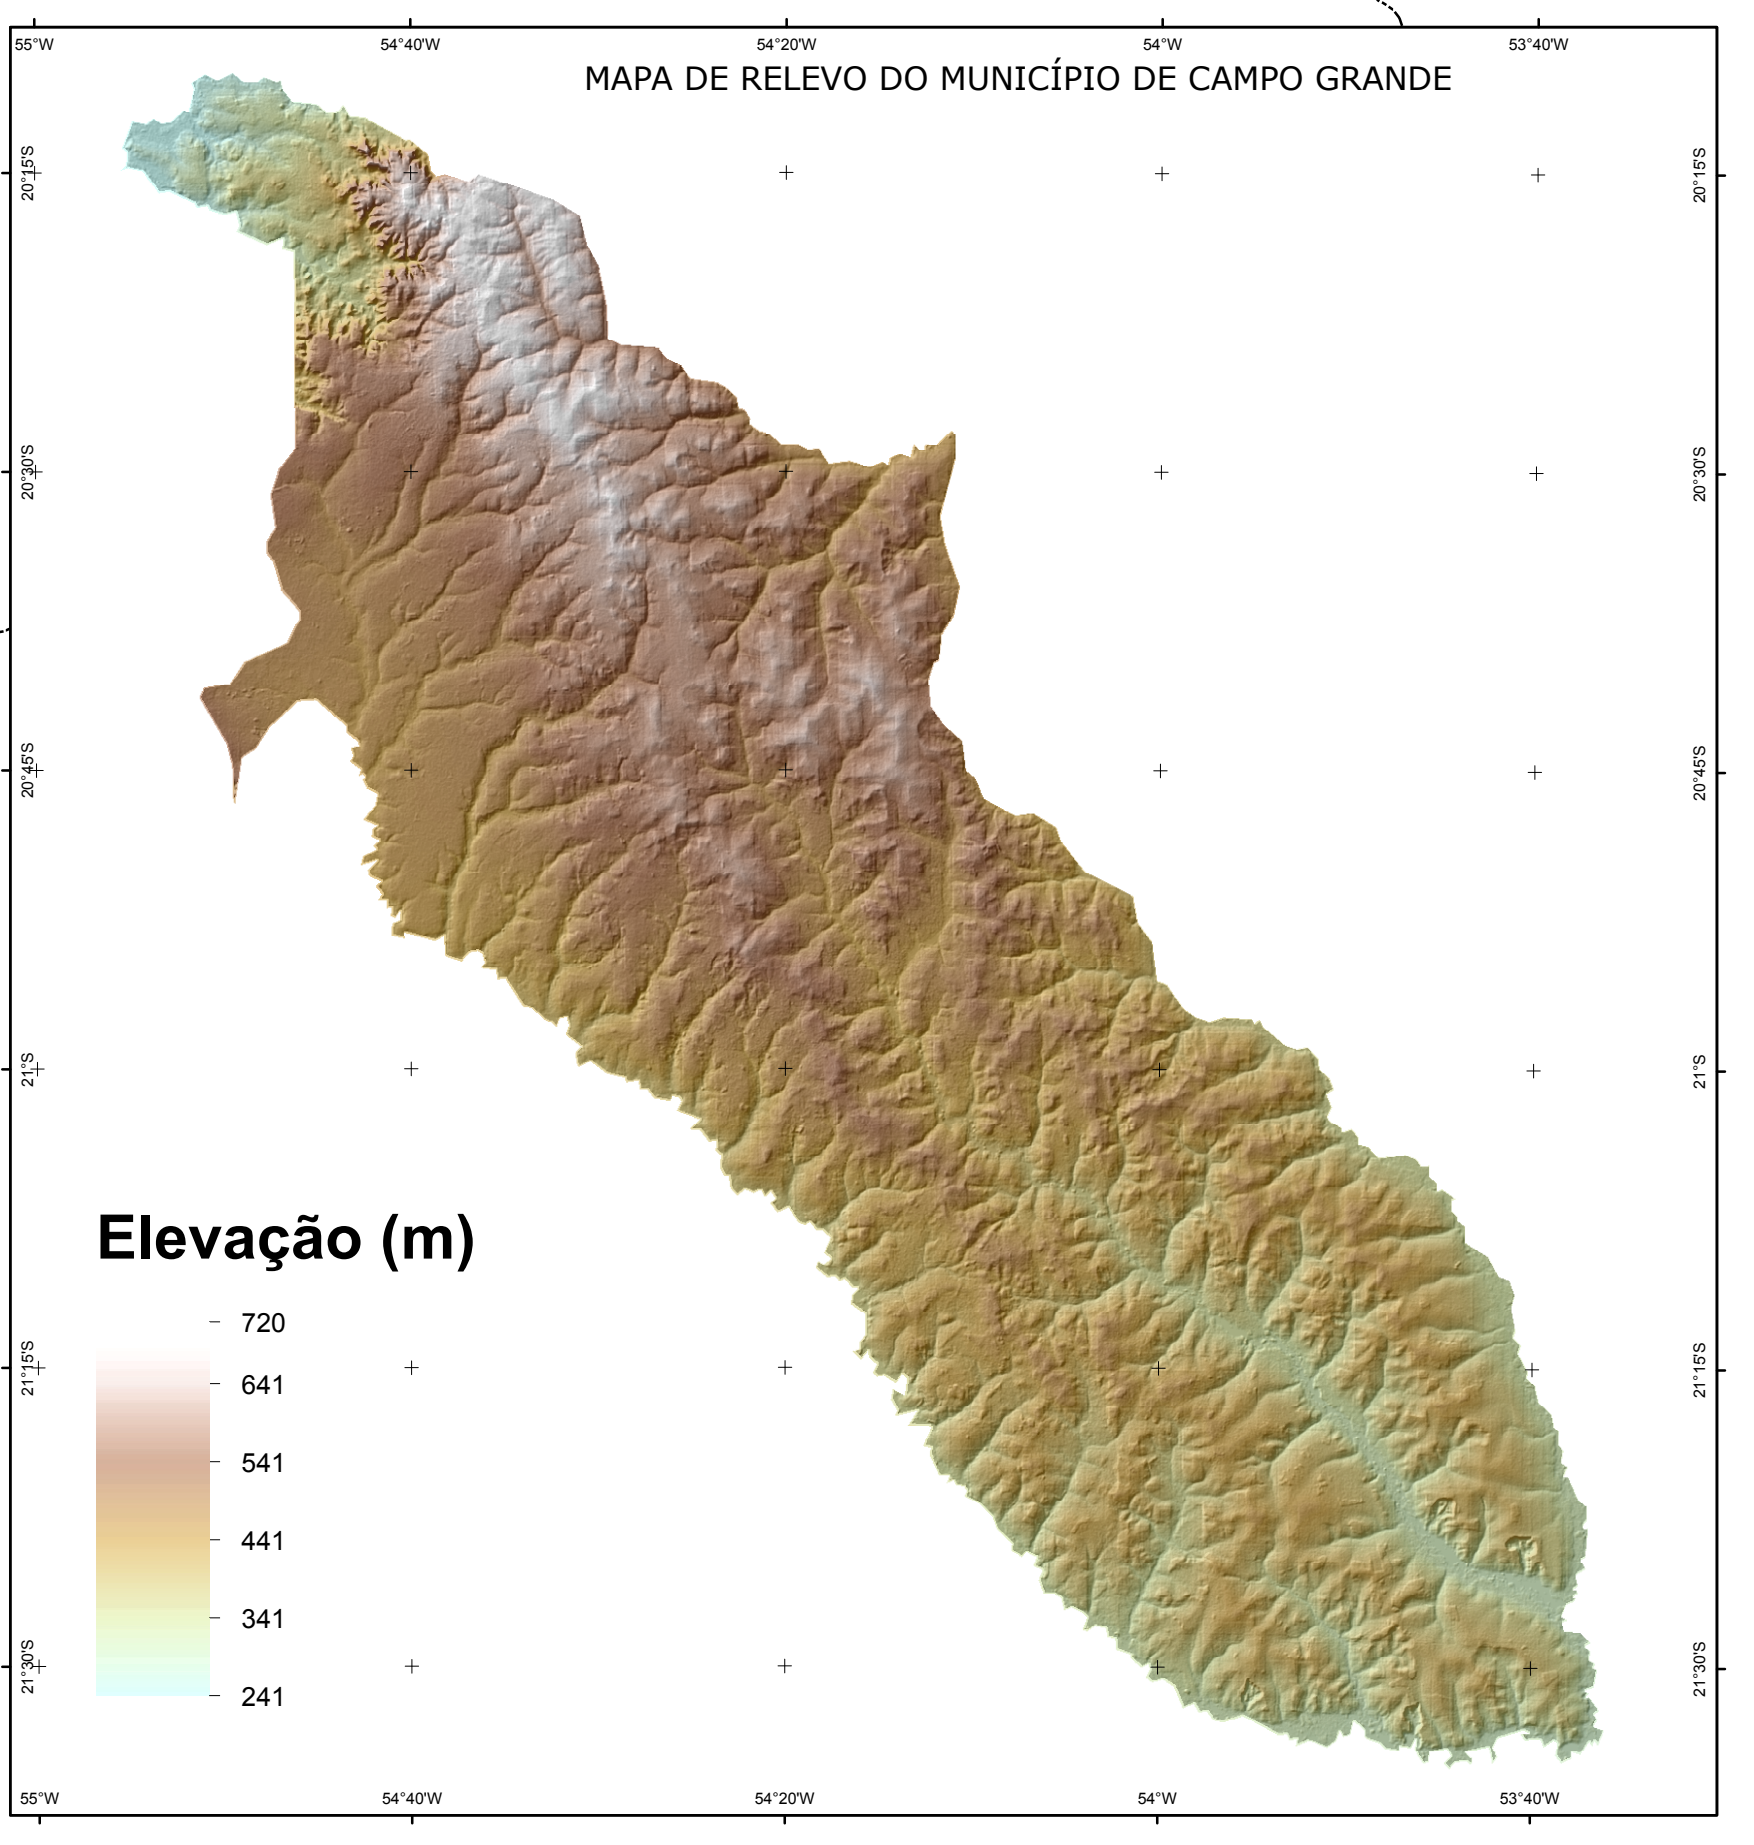 55°W 54°40'W 54°20'W 54°W 53°40'W
MAPA DE RELEVO DO MUNICÍPIO DE CAMPO GRANDE
20°15'S 20°15'S
20°30'S 20°30'S
20°45'S 20°45'S
21°S 21°S
Elevação (m)
720
21°15'S 21°15'S
641
541
441
341
21°30'S 21°30'S
241
55°W 54°40'W 54°20'W 54°W 53°40'W